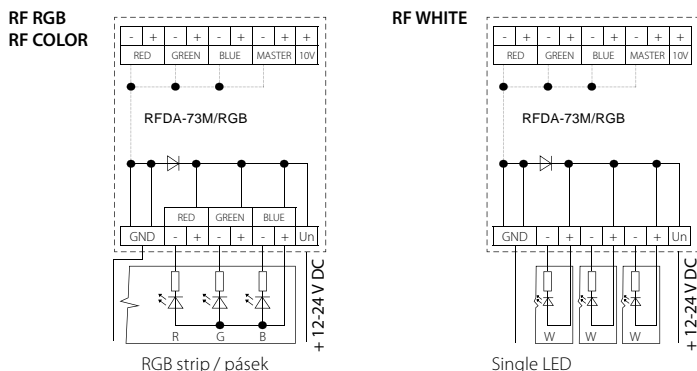 RF RGB
RF COLOR
- + - + - + - + +
RED GREEN BLUE MASTER 10V
RFDA-73M/RGB
RED GREEN BLUE
GND - + - + - + Un
R G B
+ 12-24 V DC
RGB strip / pásek
RF WHITE
- + - + - + - + +
RED GREEN BLUE MASTER 10V
RFDA-73M/RGB
GND - + - + - + Un
W W W
+ 12-24 V DC
Single LED